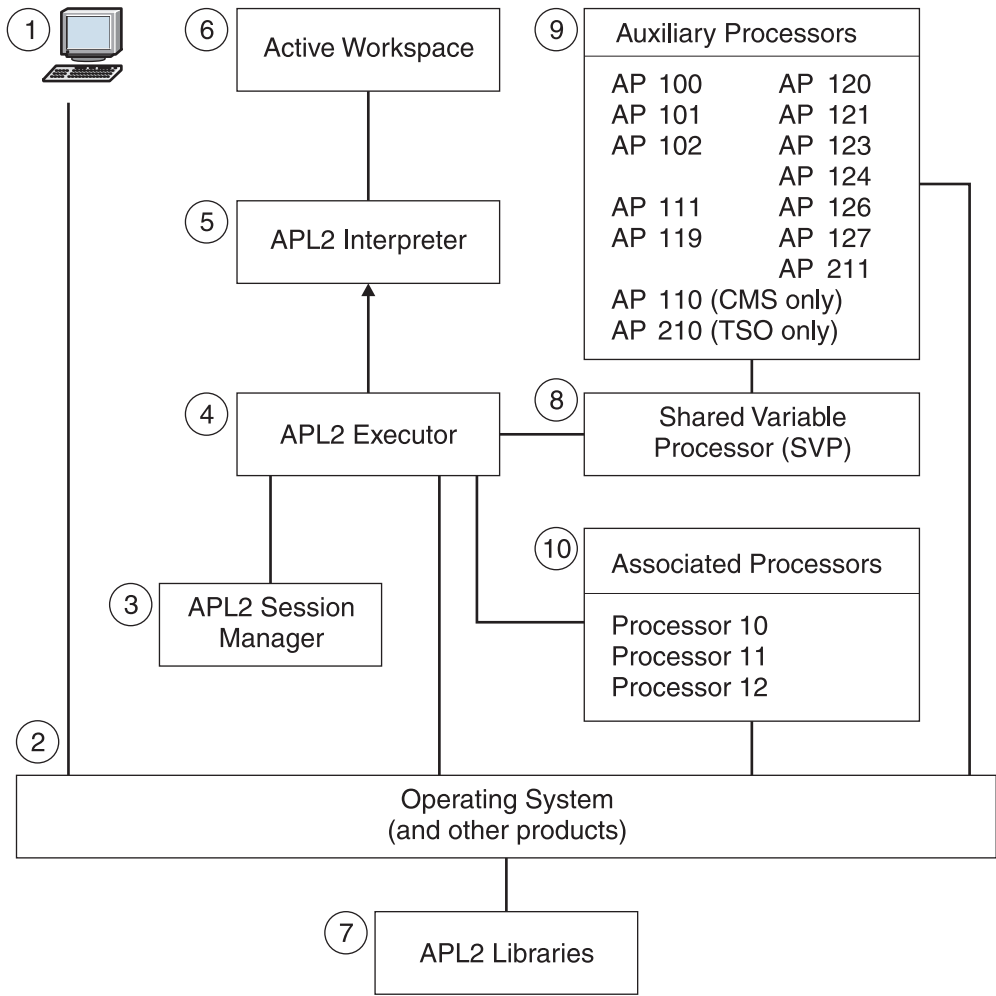 1
6
Active Workspace
9
Auxiliary Processors
AP 100 AP 120
AP 101 AP 121
AP 102 AP 123
AP 124
AP 111 AP 126
AP 119 AP 127
AP 211
AP 110 (CMS only)
AP 210 (TSO only)
5
APL2 Interpreter
4
APL2 Executor
8
Shared Variable
Processor (SVP)
10
Associated Processors
Processor 10
Processor 11
Processor 12
3
APL2 Session
Manager
2
Operating System
(and other products)
7
APL2 Libraries